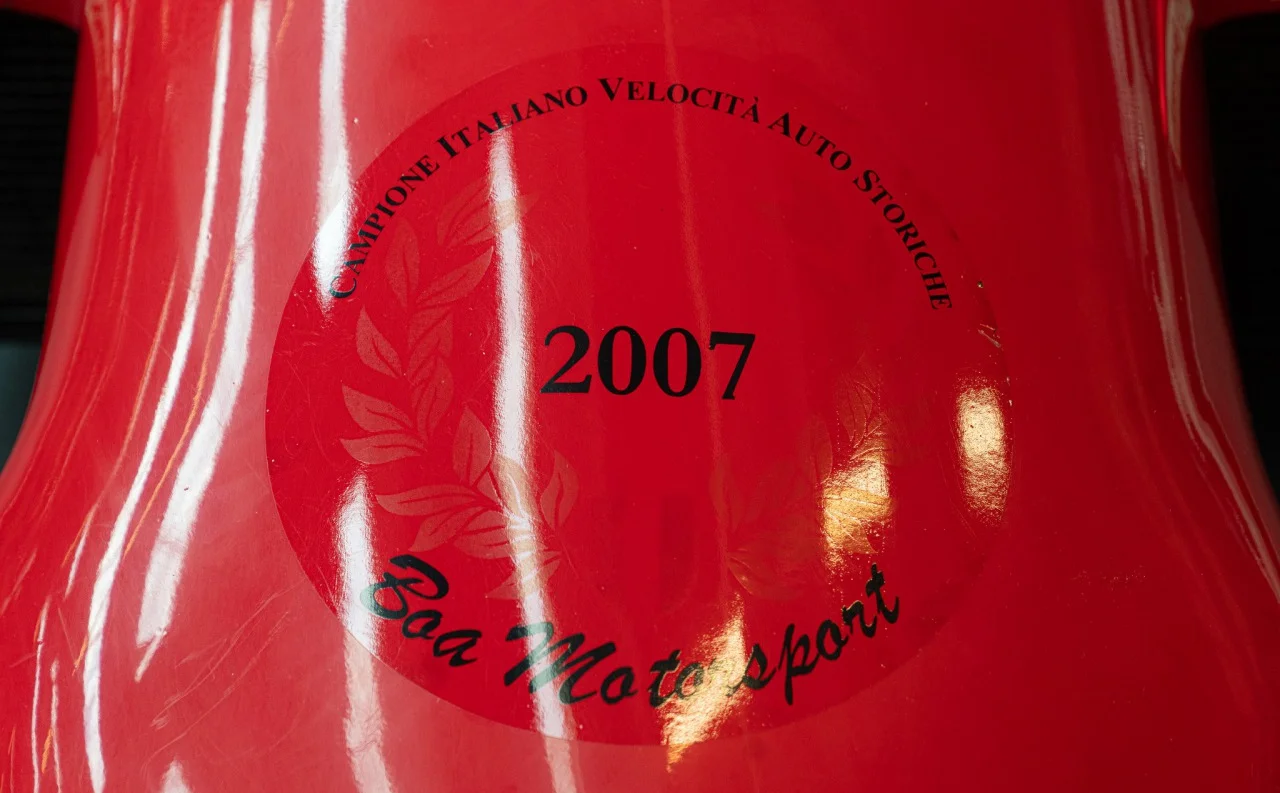 Campione Italiano Velocità Auto Storiche
2007
Boa Motorsport